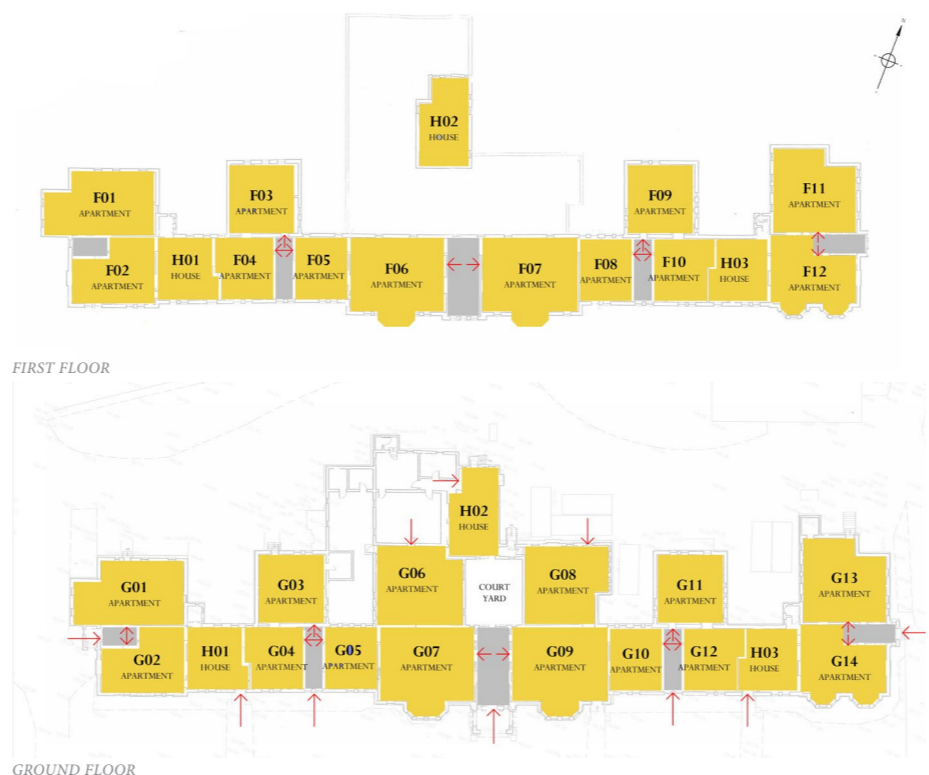 N
H02
HOUSE
F01
APARTMENT
F03
APARTMENT
F09
APARTMENT
F11
APARTMENT
F02
APARTMENT
H01
HOUSE
F04
APARTMENT
F05
APARTMENT
F06
APARTMENT
F07
APARTMENT
F08
APARTMENT
F10
APARTMENT
H03
HOUSE
F12
APARTMENT
FIRST FLOOR
H02
HOUSE
G01
APARTMENT
G03
APARTMENT
G06
APARTMENT
COURT
YARD
G08
APARTMENT
G11
APARTMENT
G13
APARTMENT
G02
APARTMENT
H01
HOUSE
G04
APARTMENT
G05
APARTMENT
G07
APARTMENT
G09
APARTMENT
G10
APARTMENT
G12
APARTMENT
H03
HOUSE
G14
APARTMENT
GROUND FLOOR